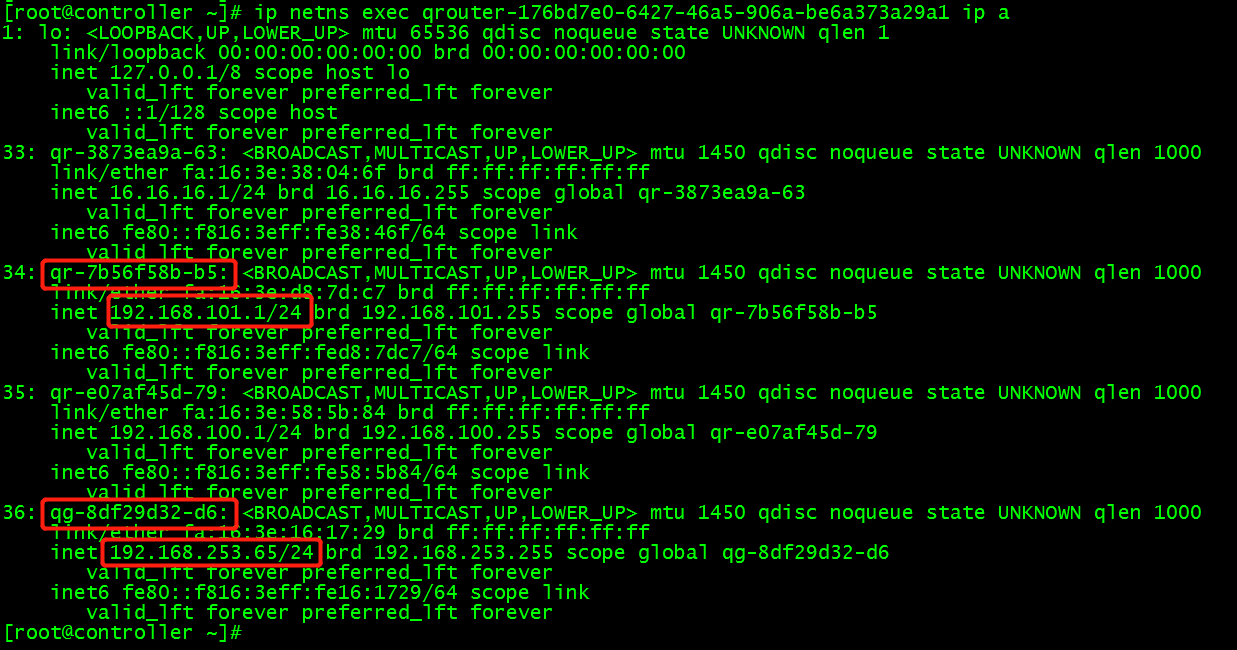 [root@controller ~]# ip netns exec qrouter-176bd7e0-6427-46a5-906a-be6a373a29a1 ip a
1: lo: <LOOPBACK,UP,LOWER_UP> mtu 65536 qdisc noqueue state UNKNOWN qlen 1
    link/loopback 00:00:00:00:00:00 brd 00:00:00:00:00:00
    inet 127.0.0.1/8 scope host lo
       valid_lft forever preferred_lft forever
    inet6 ::1/128 scope host
       valid_lft forever preferred_lft forever
33: qr-3873ea9a-63: <BROADCAST,MULTICAST,UP,LOWER_UP> mtu 1450 qdisc noqueue state UNKNOWN qlen 1000
    link/ether fa:16:3e:38:04:6f brd ff:ff:ff:ff:ff:ff
    inet 16.16.16.1/24 brd 16.16.16.255 scope global qr-3873ea9a-63
       valid_lft forever preferred_lft forever
    inet6 fe80::f816:3eff:fe38:46f/64 scope link
       valid_lft forever preferred_lft forever
34: qr-7b56f58b-b5: <BROADCAST,MULTICAST,UP,LOWER_UP> mtu 1450 qdisc noqueue state UNKNOWN qlen 1000
    link/ether fa:16:3e:d8:7d:c7 brd ff:ff:ff:ff:ff:ff
    inet 192.168.101.1/24 brd 192.168.101.255 scope global qr-7b56f58b-b5
       valid_lft forever preferred_lft forever
    inet6 fe80::f816:3eff:fed8:7dc7/64 scope link
       valid_lft forever preferred_lft forever
35: qr-e07af45d-79: <BROADCAST,MULTICAST,UP,LOWER_UP> mtu 1450 qdisc noqueue state UNKNOWN qlen 1000
    link/ether fa:16:3e:58:5b:84 brd ff:ff:ff:ff:ff:ff
    inet 192.168.100.1/24 brd 192.168.100.255 scope global qr-e07af45d-79
       valid_lft forever preferred_lft forever
    inet6 fe80::f816:3eff:fe58:5b84/64 scope link
       valid_lft forever preferred_lft forever
36: qg-8df29d32-d6: <BROADCAST,MULTICAST,UP,LOWER_UP> mtu 1450 qdisc noqueue state UNKNOWN qlen 1000
    link/ether fa:16:3e:16:17:29 brd ff:ff:ff:ff:ff:ff
    inet 192.168.253.65/24 brd 192.168.253.255 scope global qg-8df29d32-d6
       valid_lft forever preferred_lft forever
    inet6 fe80::f816:3eff:fe16:1729/64 scope link
       valid_lft forever preferred_lft forever
[root@controller ~]#